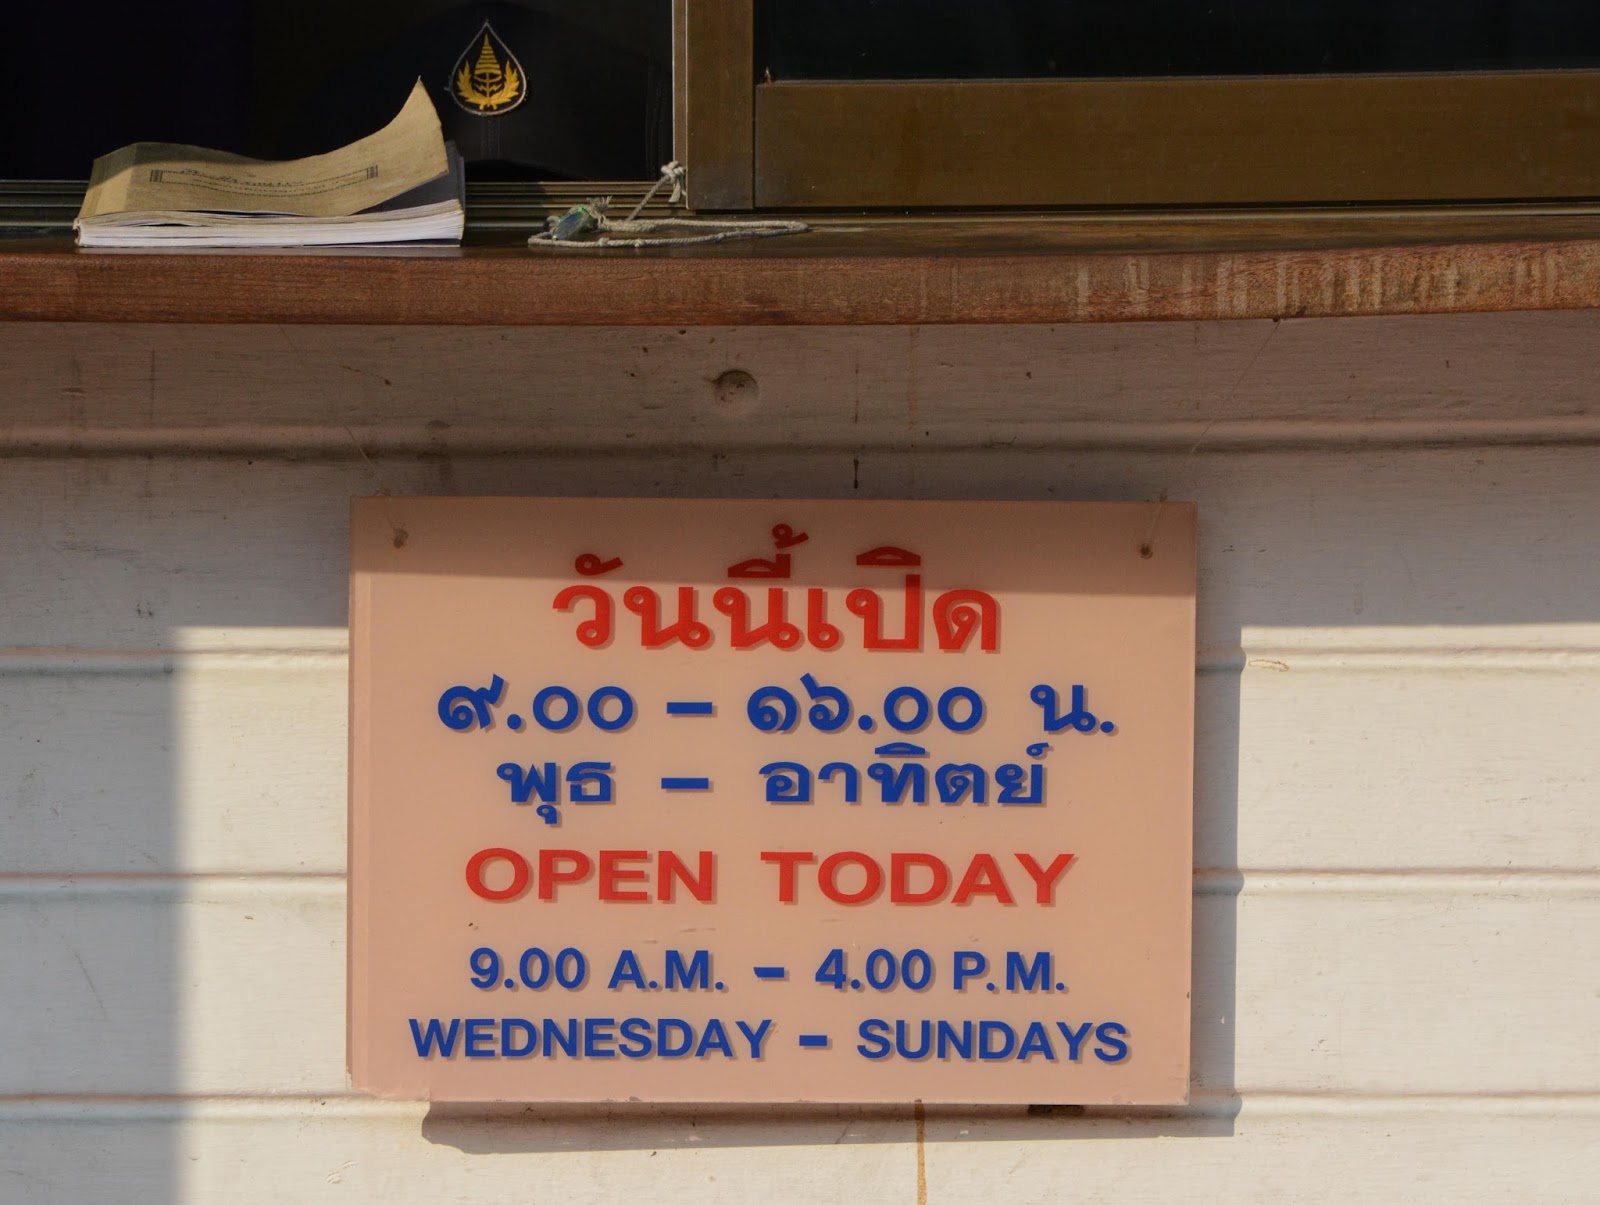 วันนี้เปิด
๙.๐๐ – ๑๖.๐๐ น.
พุธ – อาทิตย์
OPEN TODAY
9.00 A.M. – 4.00 P.M.
WEDNESDAY – SUNDAYS